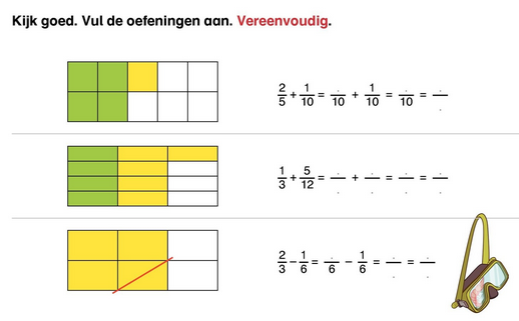 Kijk goed. Vul de oefeningen aan. Vereenvoudig.
2/5 + 1/10 = /10 + 1/10 = /10 = —
1/3 + 5/12 = — + — = — = —
2/3 - 1/6 = /6 - 1/6 = — = —